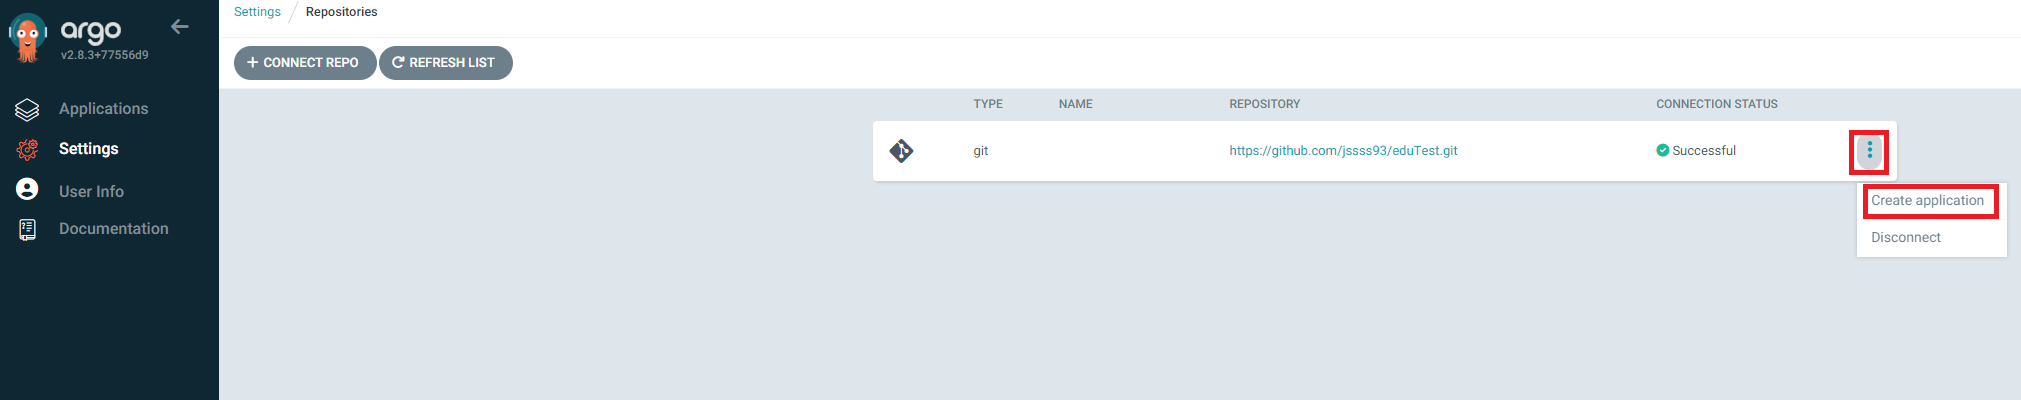 argo
v2.8.3+77556d9
Applications
Settings
User Info
Documentation
Settings / Repositories
+ CONNECT REPO REFRESH LIST
TYPE NAME REPOSITORY CONNECTION STATUS
git https://github.com/jssss93/eduTest.git Successful
Create application
Disconnect